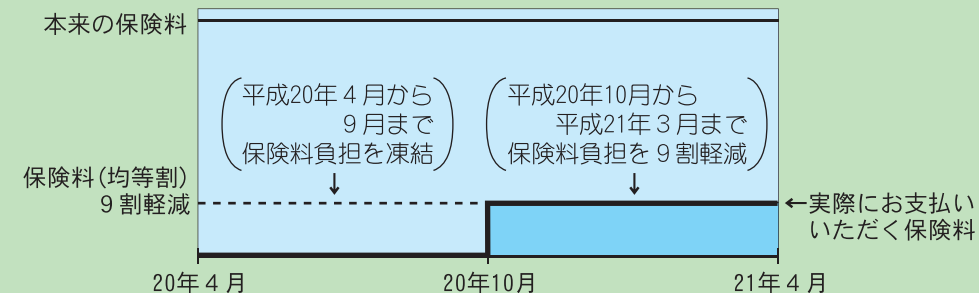 本来の保険料
平成20年４月から
９月まで
保険料負担を凍結
平成20年10月から
平成21年３月まで
保険料負担を９割軽減
保険料(均等割)
９割軽減
←実際にお支払い
いただく保険料
20年４月
20年10月
21年４月